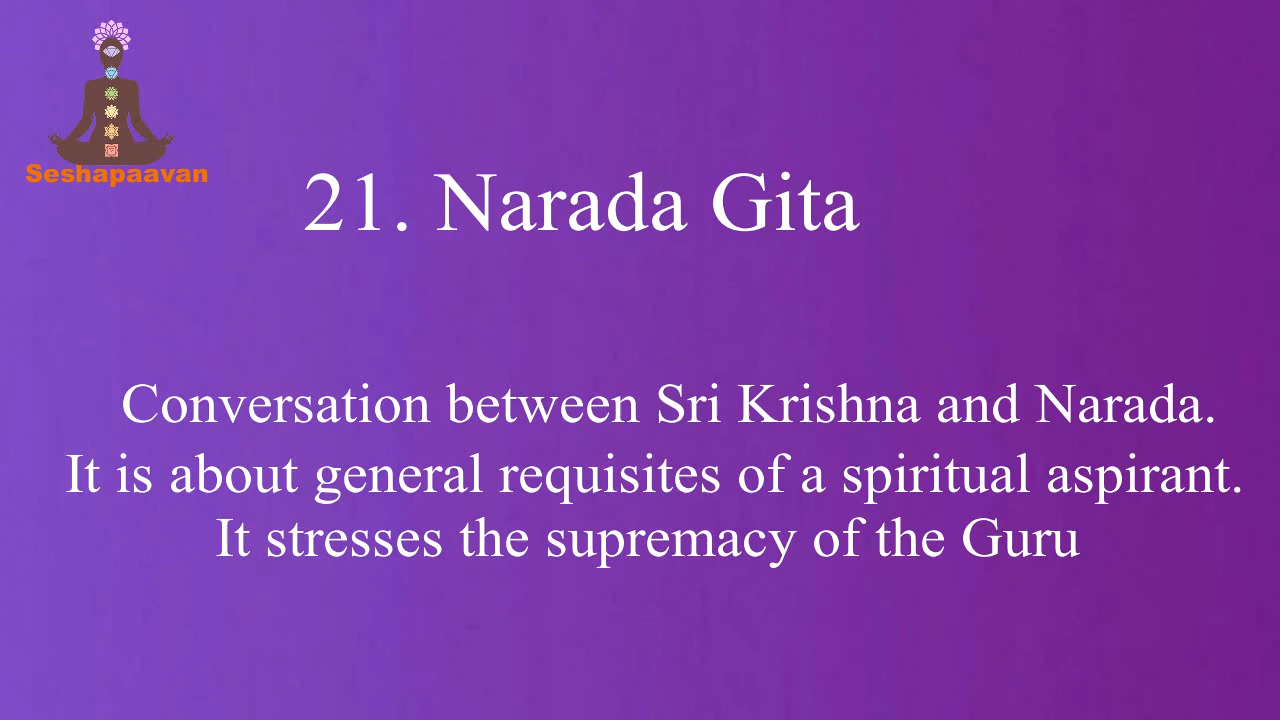 Seshapaavan
21. Narada Gita
Conversation between Sri Krishna and Narada.
It is about general requisites of a spiritual aspirant.
It stresses the supremacy of the Guru